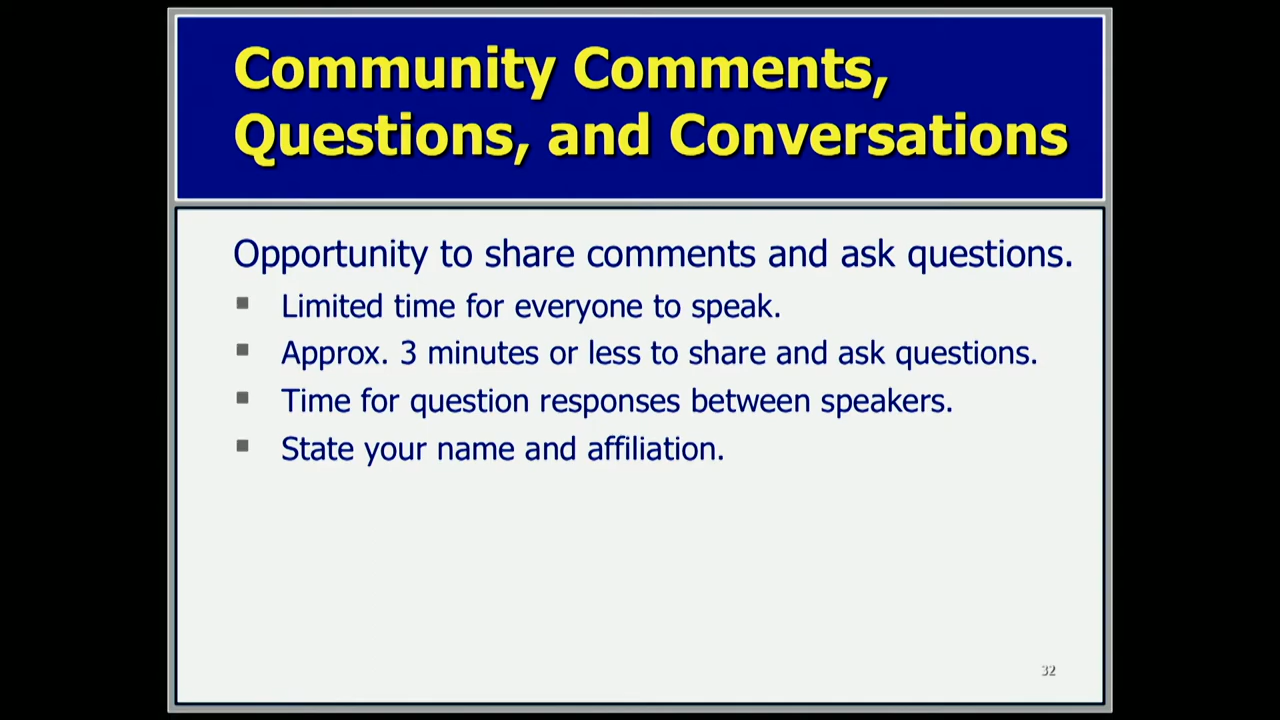 Community Comments,
Questions, and Conversations
Opportunity to share comments and ask questions.
Limited time for everyone to speak.
Approx. 3 minutes or less to share and ask questions.
Time for question responses between speakers.
State your name and affiliation.
32